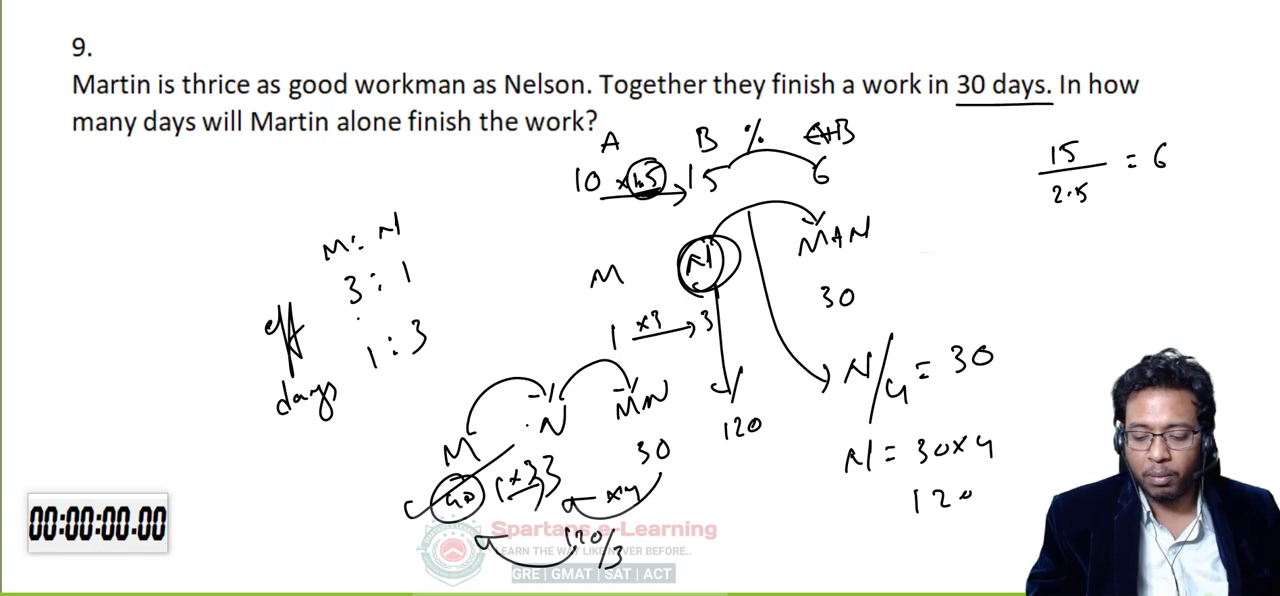 9.
Martin is thrice as good workman as Nelson. Together they finish a work in 30 days. In how
many days will Martin alone finish the work?
A B % A+B
10 ×1.5 15 6
15/2.5 = 6
M : N
3 : 1
eff
1 : 3
days
M N M+N
30
1 ×3 3
120
N/4 = 30
N = 30×4
120
M N MN
40 1 ×3 3 30
×4
120/3
00:00:00.00
Spartans e-Learning
LEARN THE WAY LIKE NEVER BEFORE..
GRE | GMAT | SAT | ACT